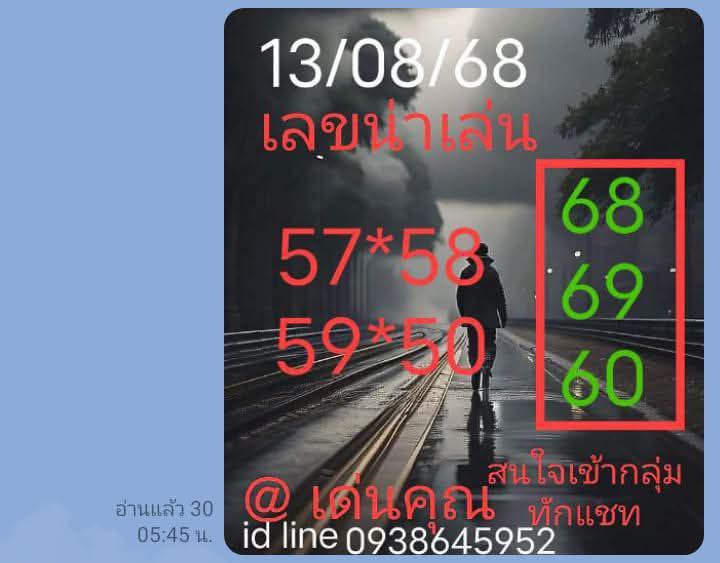 13/08/68
เลขน่าเล่น
68
57*58
69
59*50
60
สนใจเข้ากลุ่ม
@ เด่นคุณ
ทักแชท
อ่านแล้ว 30
05:45 น.
id line 0938645952